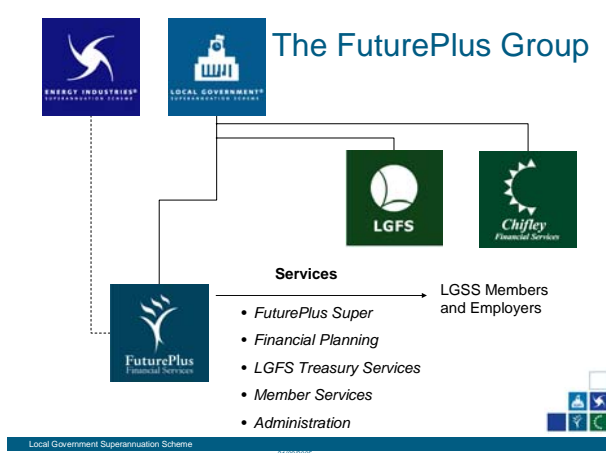 The FuturePlus Group
ENERGY INDUSTRIES®
SUPERANNUATION SCHEME
LOCAL GOVERNMENT®
SUPERANNUATION SCHEME
LGFS
Chifley
Financial Services
Services
LGSS Members
and Employers
FuturePlus
Financial Services
• FuturePlus Super
• Financial Planning
• LGFS Treasury Services
• Member Services
• Administration
Local Government Superannuation Scheme